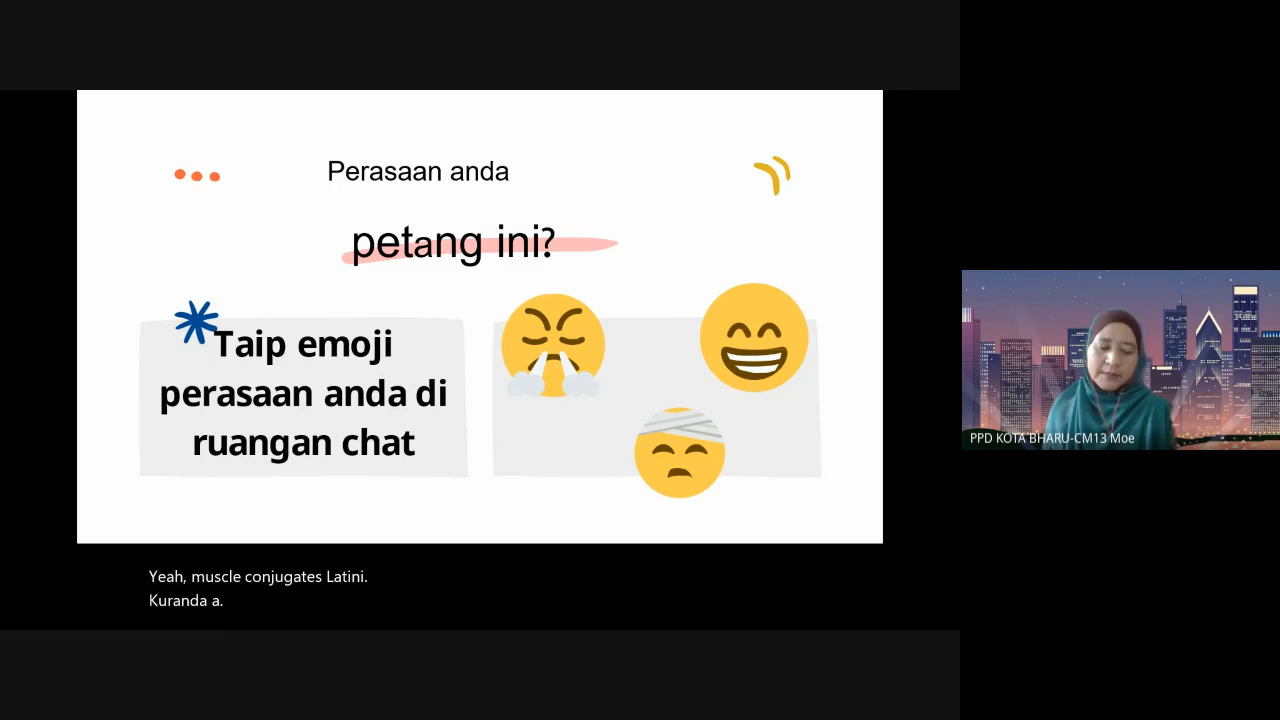 Perasaan anda
petang ini?
Taip emoji
perasaan anda di
ruangan chat
PPD KOTA BHARU-CM13 Moe
Yeah, muscle conjugates Latini.
Kuranda a.